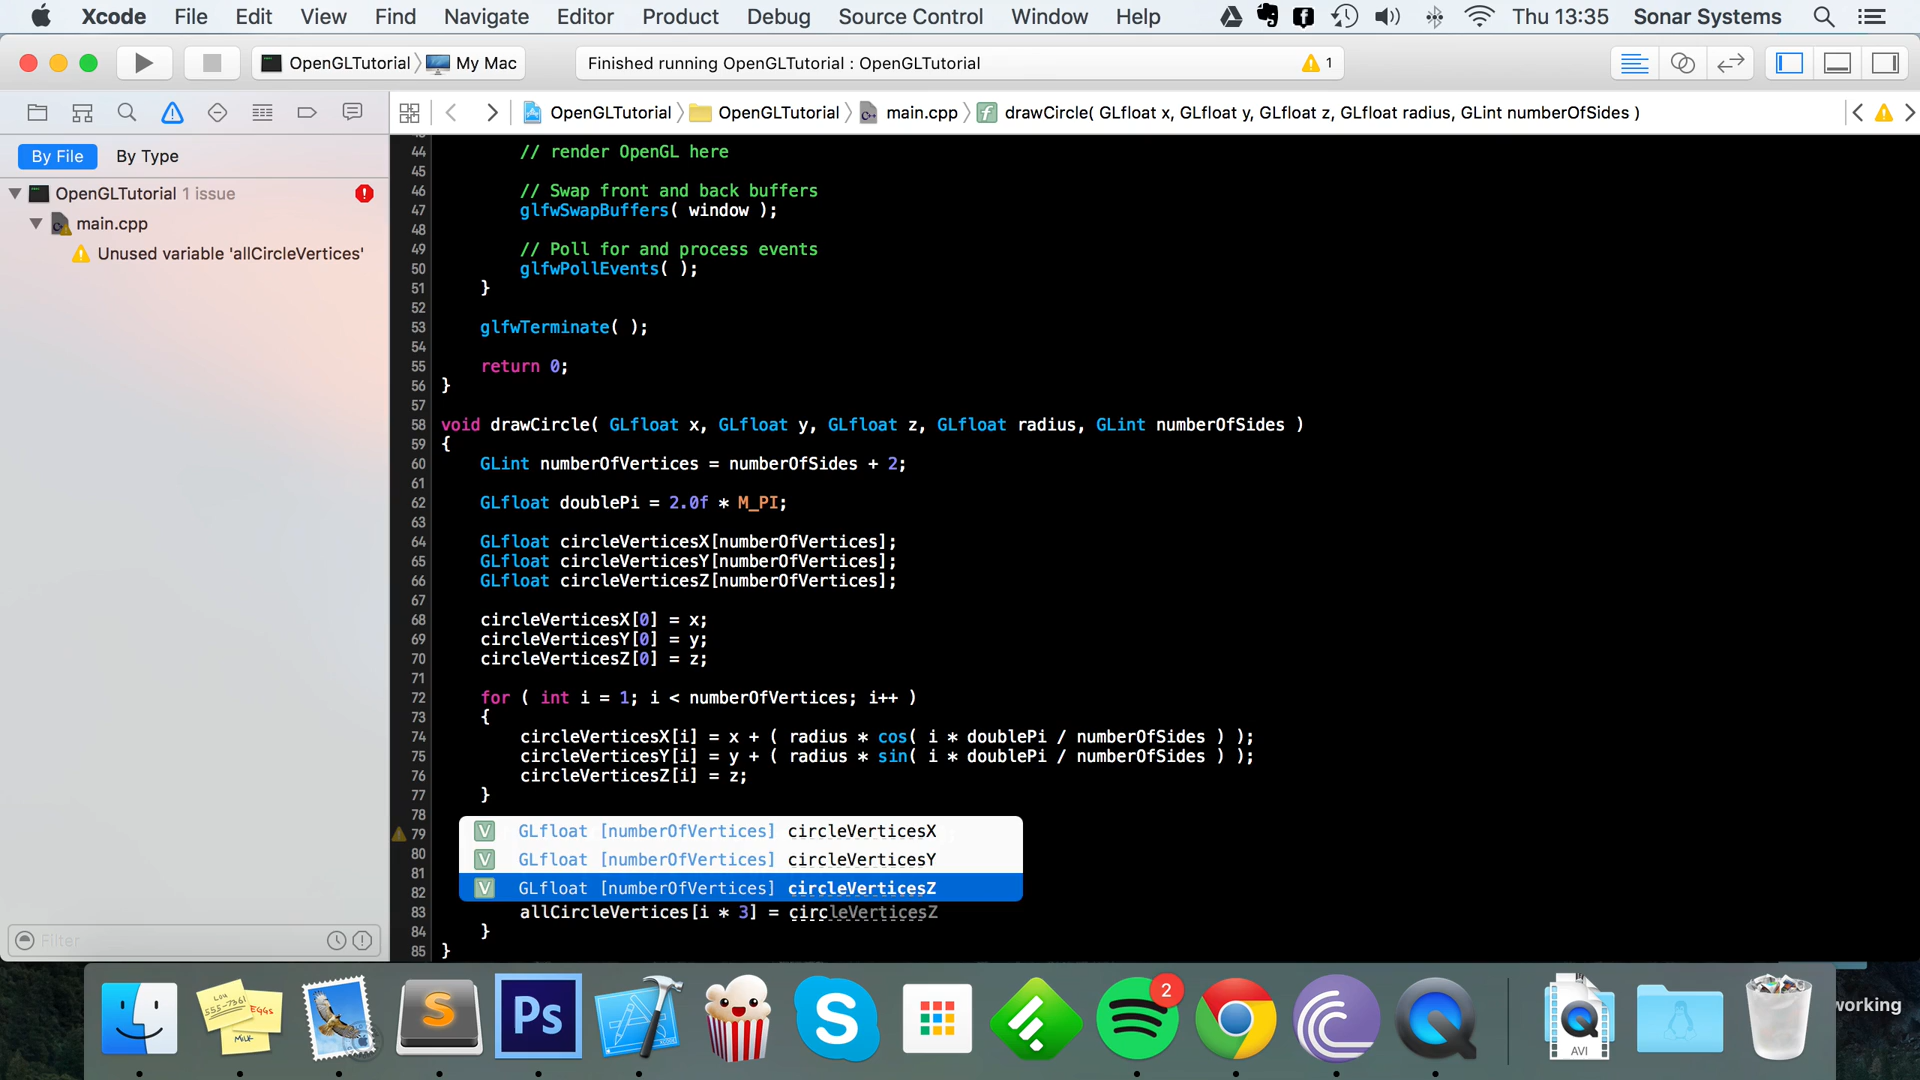 Xcode File Edit View Find Navigate Editor Product Debug Source Control Window Help Thu 13:35 Sonar Systems
OpenGLTutorial My Mac Finished running OpenGLTutorial : OpenGLTutorial 1
OpenGLTutorial OpenGLTutorial main.cpp drawCircle( GLfloat x, GLfloat y, GLfloat z, GLfloat radius, GLint numberOfSides )
By File By Type
OpenGLTutorial 1 issue
main.cpp
Unused variable 'allCircleVertices'
Filter
44 // render OpenGL here
45
46 // Swap front and back buffers
47 glfwSwapBuffers( window );
48
49 // Poll for and process events
50 glfwPollEvents( );
51 }
52
53 glfwTerminate( );
54
55 return 0;
56 }
57
58 void drawCircle( GLfloat x, GLfloat y, GLfloat z, GLfloat radius, GLint numberOfSides )
59 {
60 GLint numberOfVertices = numberOfSides + 2;
61
62 GLfloat doublePi = 2.0f * M_PI;
63
64 GLfloat circleVerticesX[numberOfVertices];
65 GLfloat circleVerticesY[numberOfVertices];
66 GLfloat circleVerticesZ[numberOfVertices];
67
68 circleVerticesX[0] = x;
69 circleVerticesY[0] = y;
70 circleVerticesZ[0] = z;
71
72 for ( int i = 1; i < numberOfVertices; i++ )
73 {
74 circleVerticesX[i] = x + ( radius * cos( i * doublePi / numberOfSides ) );
75 circleVerticesY[i] = y + ( radius * sin( i * doublePi / numberOfSides ) );
76 circleVerticesZ[i] = z;
77 }
78
79 V GLfloat [numberOfVertices] circleVerticesX
80 V GLfloat [numberOfVertices] circleVerticesY
81
82 V GLfloat [numberOfVertices] circleVerticesZ
83 allCircleVertices[i * 3] = circleVerticesZ
84 }
85 }
LOU
555-7361
EGGS
MILK
S
Ps
S
2
AVI
working